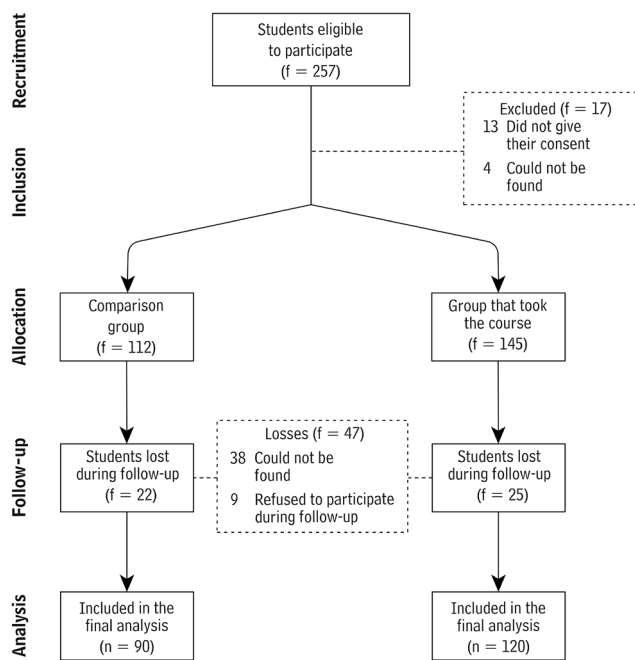 Recruitment
Students eligible
to participate
(f = 257)
Excluded (f = 17)
13 Did not give
their consent
4 Could not be
found
Inclusion
Allocation
Comparison
group
(f = 112)
Group that took
the course
(f = 145)
Follow-up
Students lost
during follow-up
(f = 22)
Losses (f = 47)
38 Could not be
found
9 Refused to participate
during follow-up
Students lost
during follow-up
(f = 25)
Analysis
Included in the
final analysis
(n = 90)
Included in the
final analysis
(n = 120)